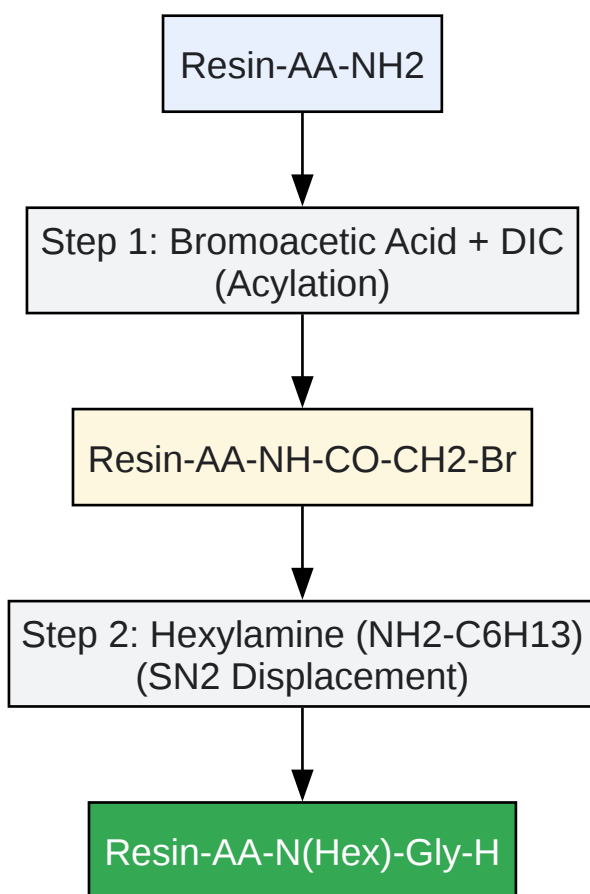 Resin-AA-NH2
Step 1: Bromoacetic Acid + DIC
(Acylation)
Resin-AA-NH-CO-CH2-Br
Step 2: Hexylamine (NH2-C6H13)
(SN2 Displacement)
Resin-AA-N(Hex)-Gly-H